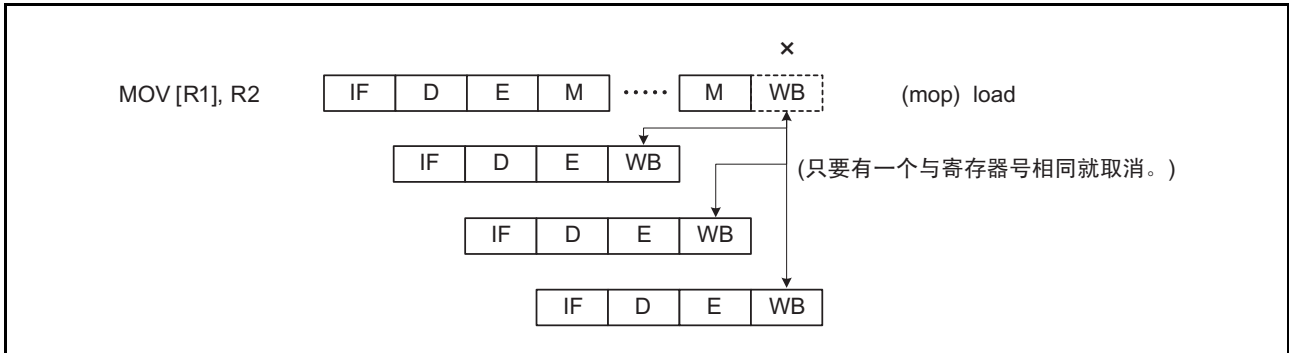 ×
MOV [R1], R2 IF D E M ····· M WB (mop) load
IF D E WB
(只要有一个与寄存器号相同就取消。)
IF D E WB
IF D E WB